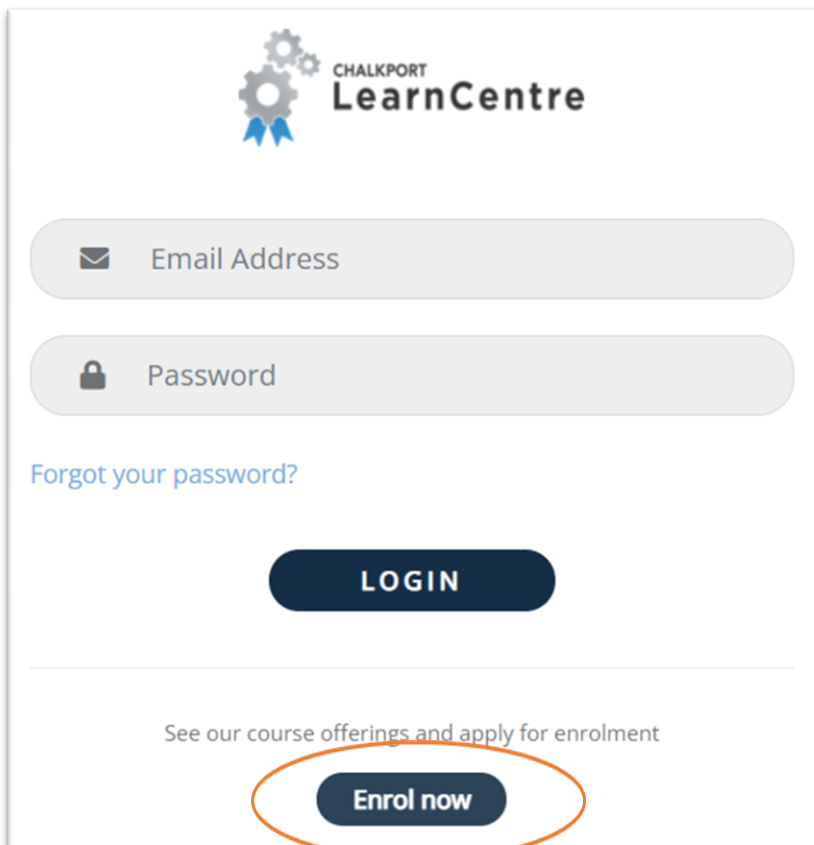 CHALKPORT
LearnCentre
Email Address
Password
Forgot your password?
LOGIN
See our course offerings and apply for enrolment
Enrol now